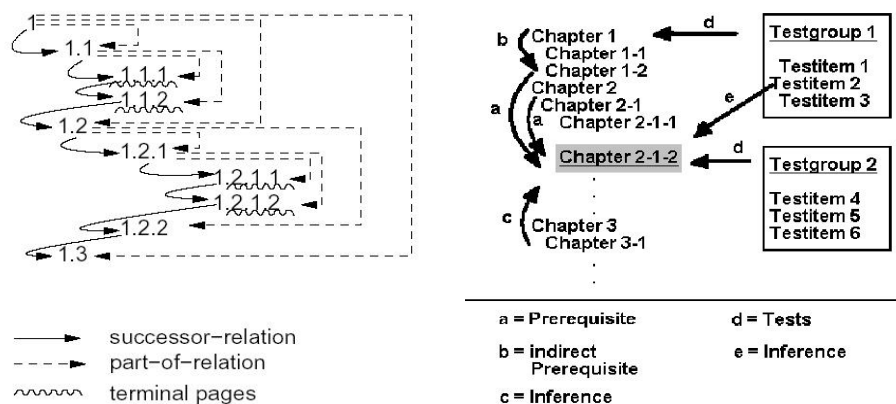 1
1.1
1.1.1
1.1.2
1.2
1.2.1
1.2.1.1
1.2.1.2
1.2.2
1.3
successor-relation
part-of-relation
terminal pages
b
Chapter 1
Chapter 1-1
Chapter 1-2
Chapter 2
a
Chapter 2-1
a
Chapter 2-1-1
Chapter 2-1-2
c
Chapter 3
Chapter 3-1
d
Testgroup 1
Testitem 1
Testitem 2
Testitem 3
e
d
Testgroup 2
Testitem 4
Testitem 5
Testitem 6
a = Prerequisite
b = indirect
Prerequisite
c = Inference
d = Tests
e = Inference